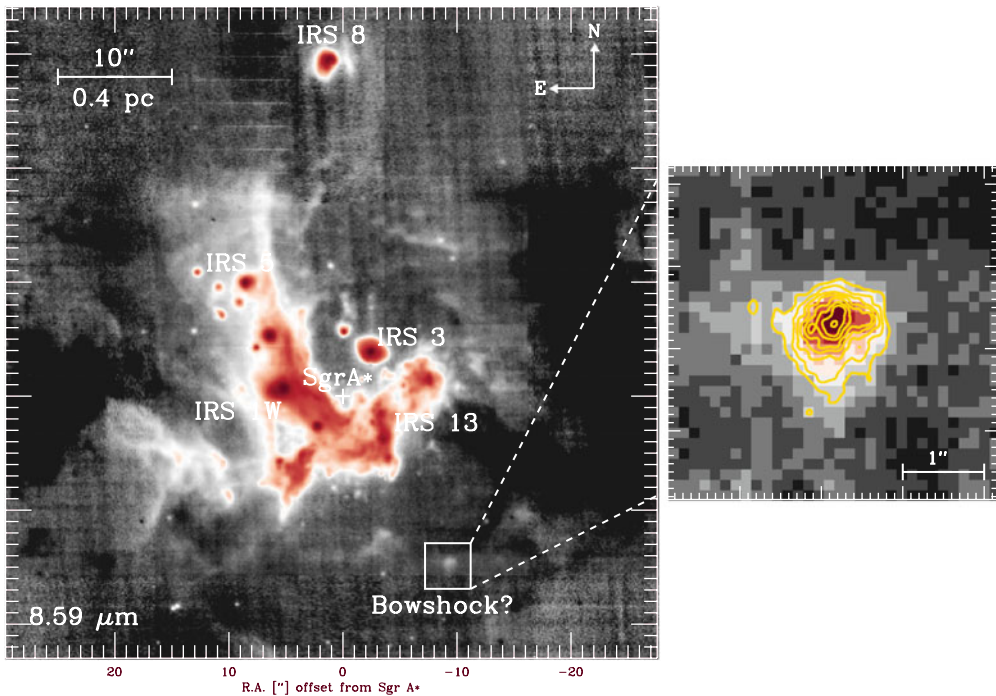 IRS 8
10"
0.4 pc
N
E
IRS 5
IRS 3
SgrA*
IRS 1W
IRS 13
1"
Bowshock?
8.59 μm
20 10 0 -10 -20
R.A. ["] offset from Sgr A*